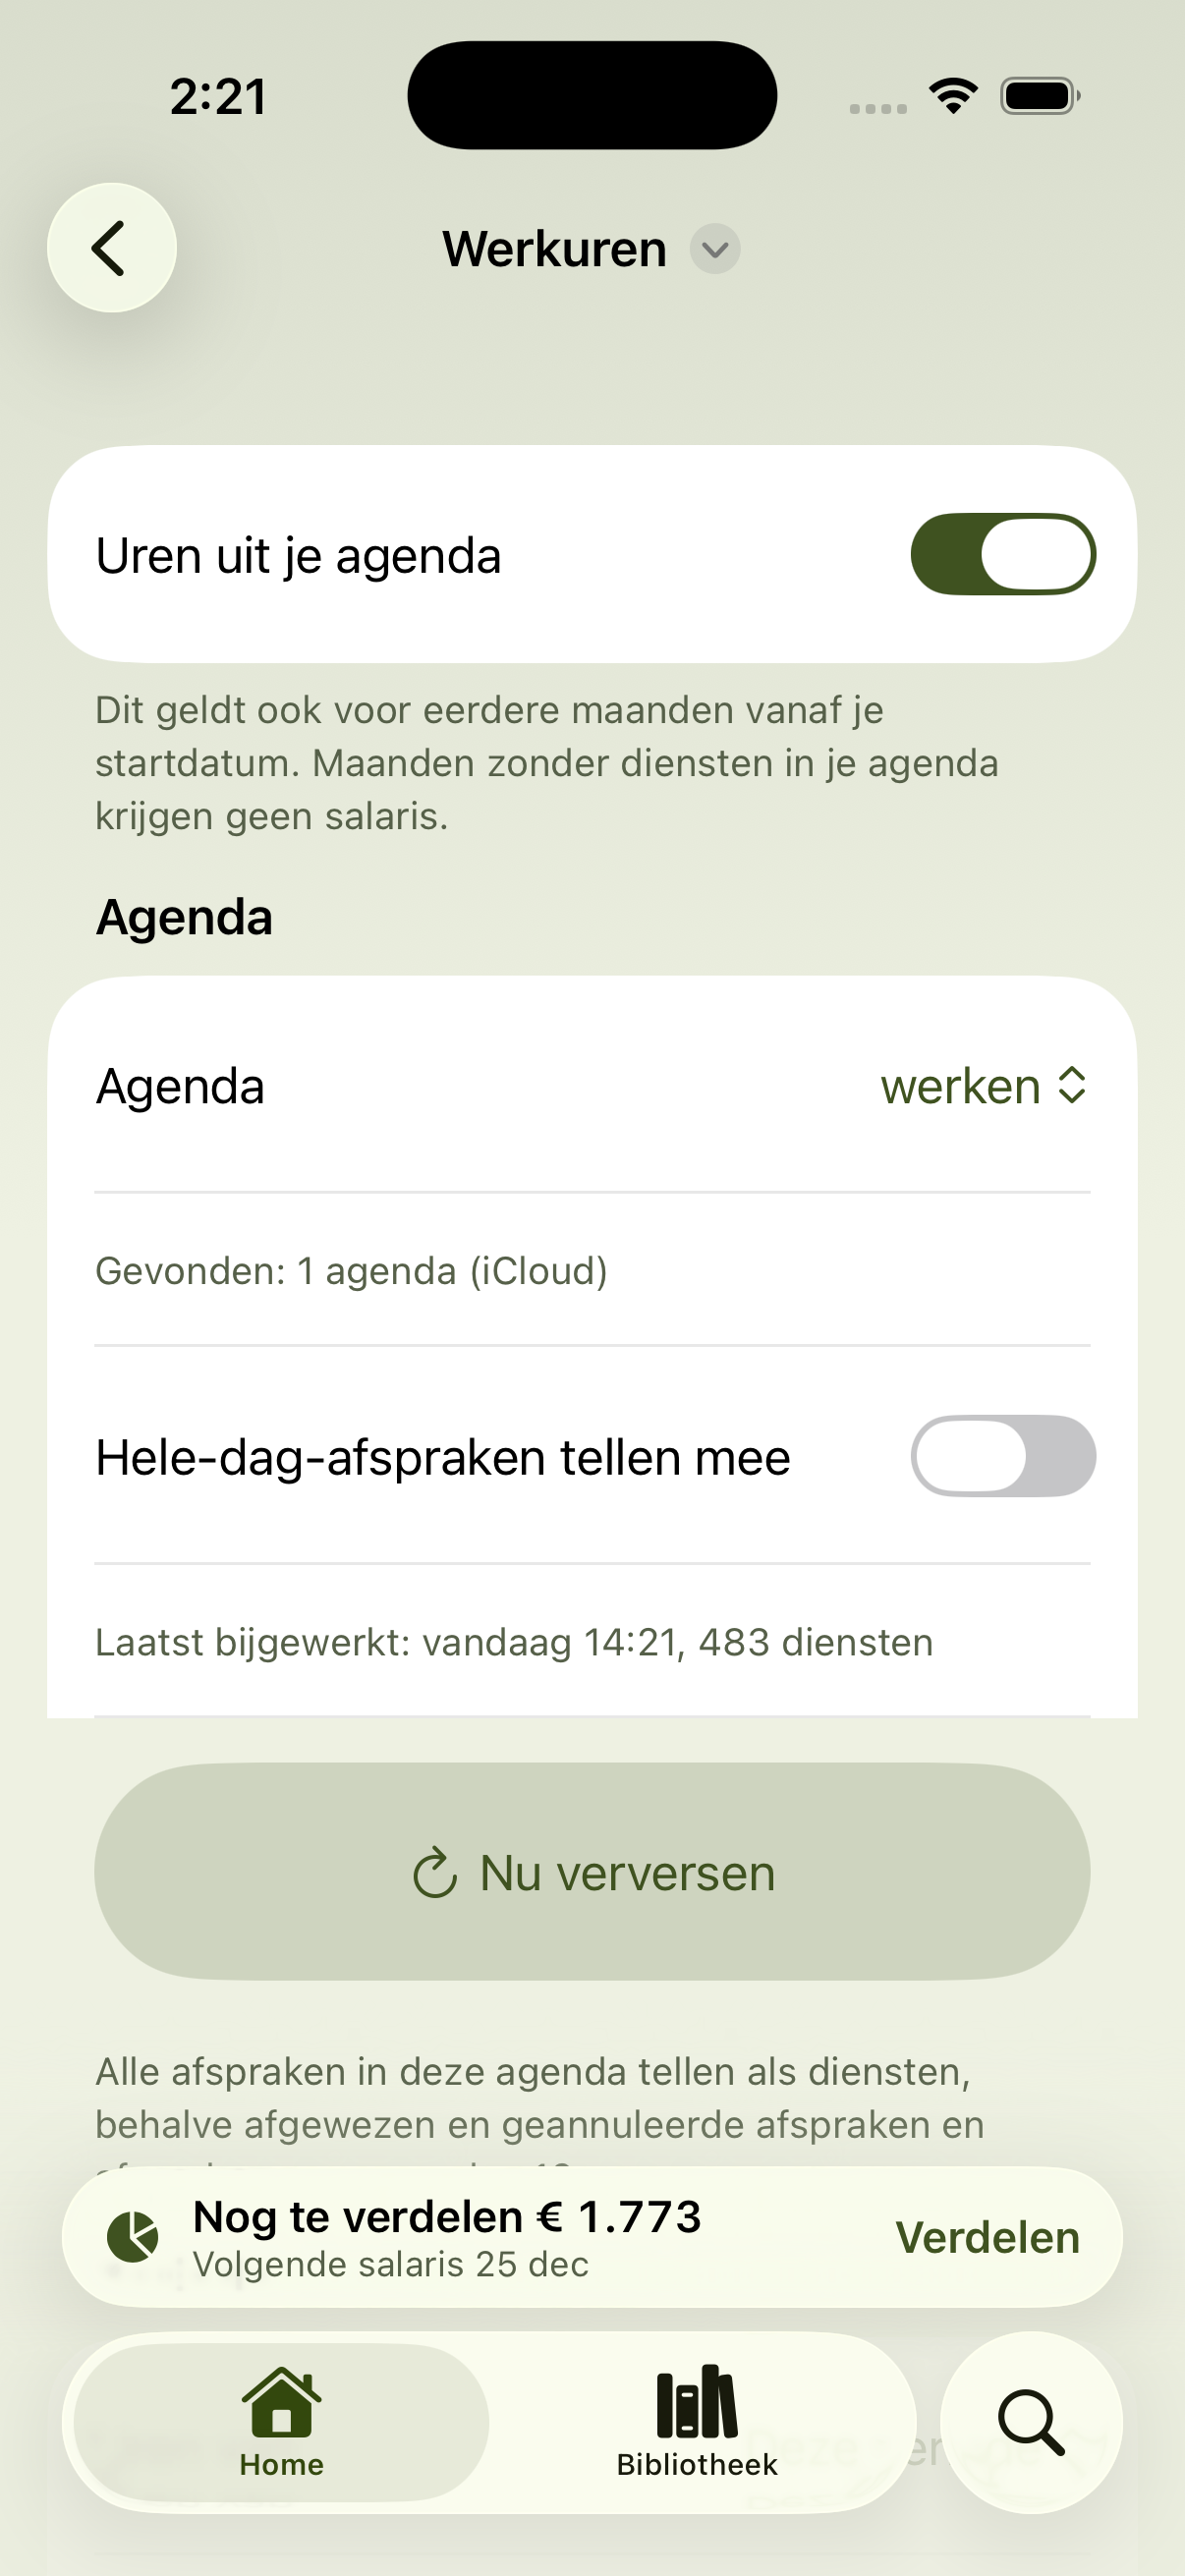 2:21
Werkuren
Uren uit je agenda
Dit geldt ook voor eerdere maanden vanaf je
startdatum. Maanden zonder diensten in je agenda
krijgen geen salaris.
Agenda
Agenda werken
Gevonden: 1 agenda (iCloud)
Hele-dag-afspraken tellen mee
Laatst bijgewerkt: vandaag 14:21, 483 diensten
Nu verversen
Alle afspraken in deze agenda tellen als diensten,
behalve afgewezen en geannuleerde afspraken en
Nog te verdelen € 1.773
Volgende salaris 25 dec
Verdelen
Home
Bibliotheek